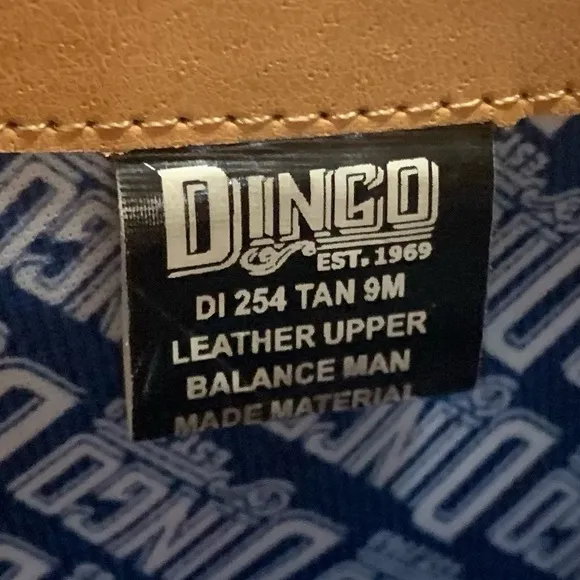 DINGO
EST. 1969
DI 254 TAN 9M
LEATHER UPPER
BALANCE MAN
MADE MATERIAL